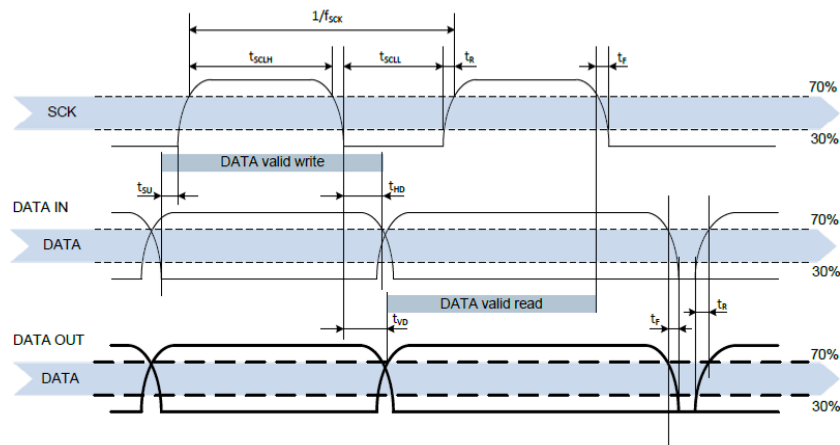 1/fSCK
tSCLH
tSCLL
tR
tF
70%
SCK
30%
DATA valid write
tSU
tHD
DATA IN
70%
DATA
30%
DATA valid read
tVD
tF
tR
DATA OUT
70%
DATA
30%